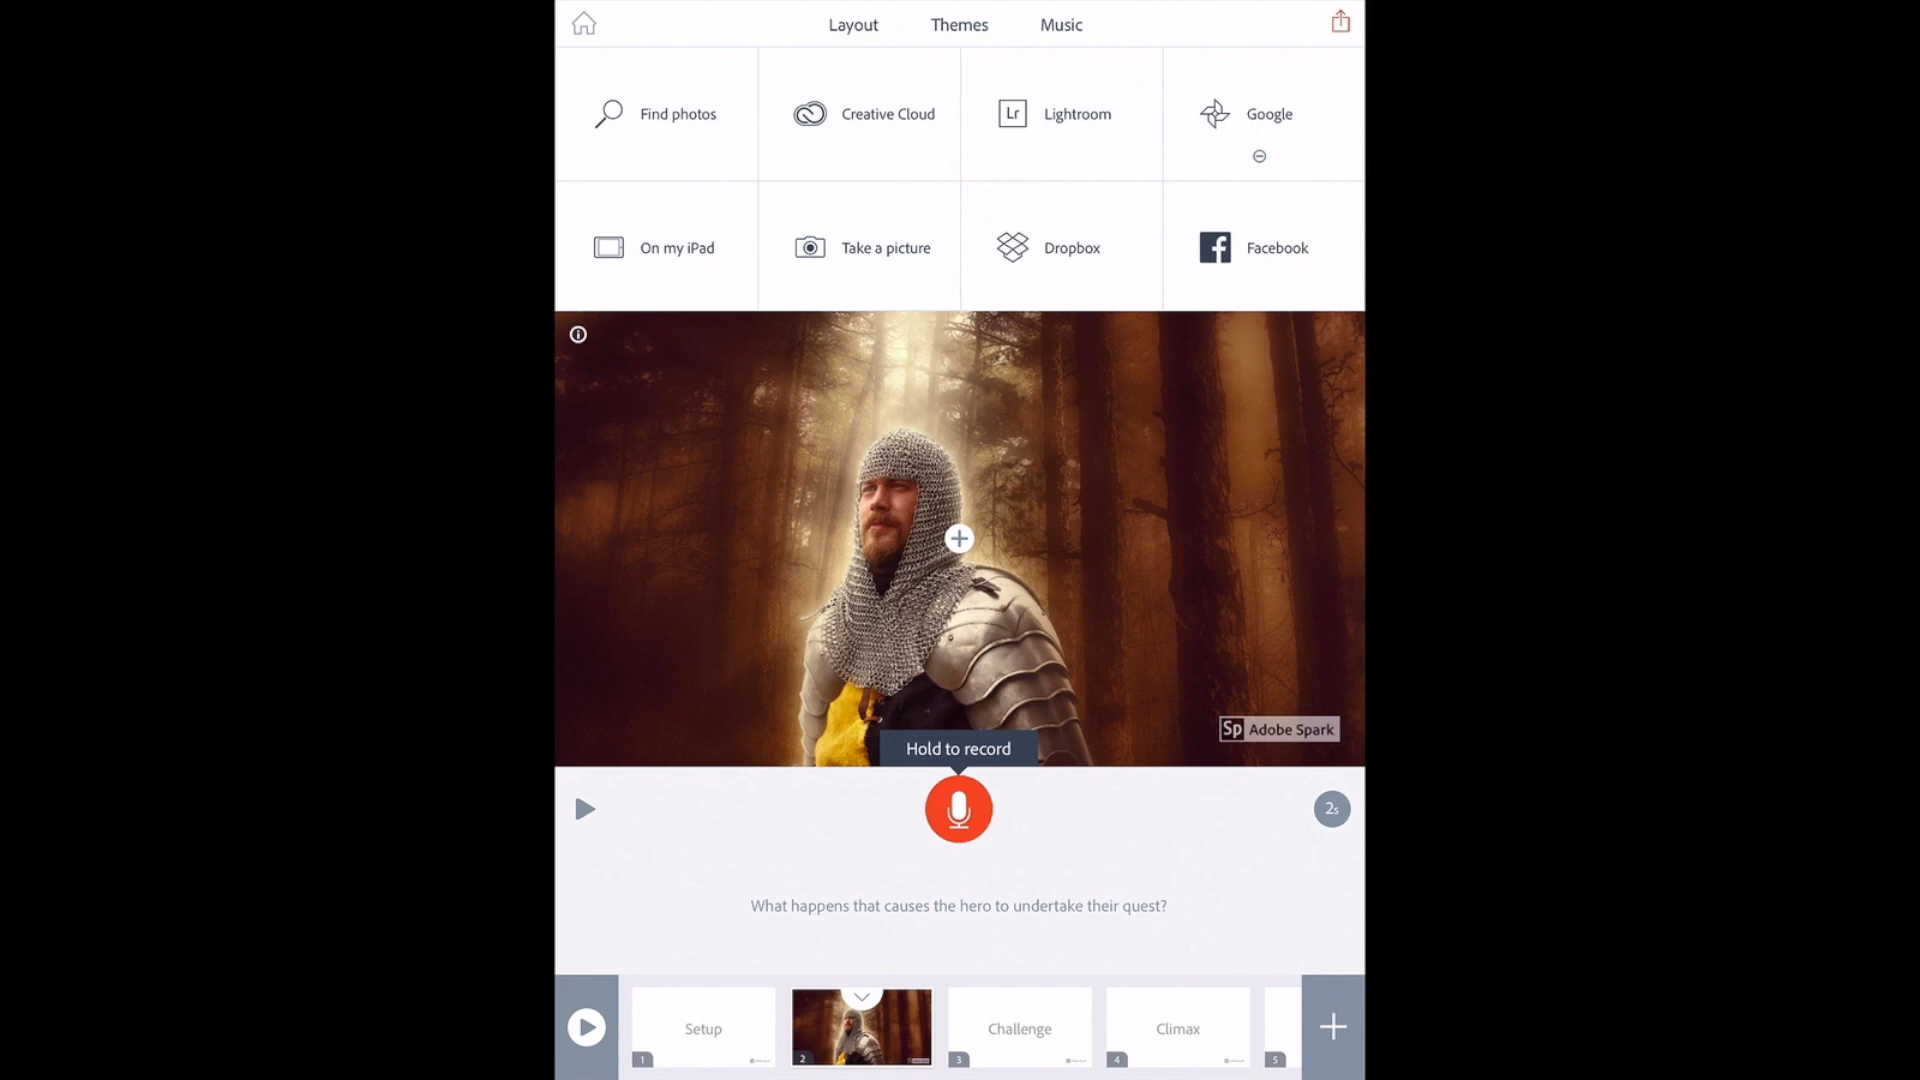 Layout Themes Music
Find photos
Creative Cloud
Lr Lightroom
Google
On my iPad
Take a picture
Dropbox
Facebook
Sp Adobe Spark
Hold to record
2s
What happens that causes the hero to undertake their quest?
Setup
Challenge
Climax
1
2
3
4
5